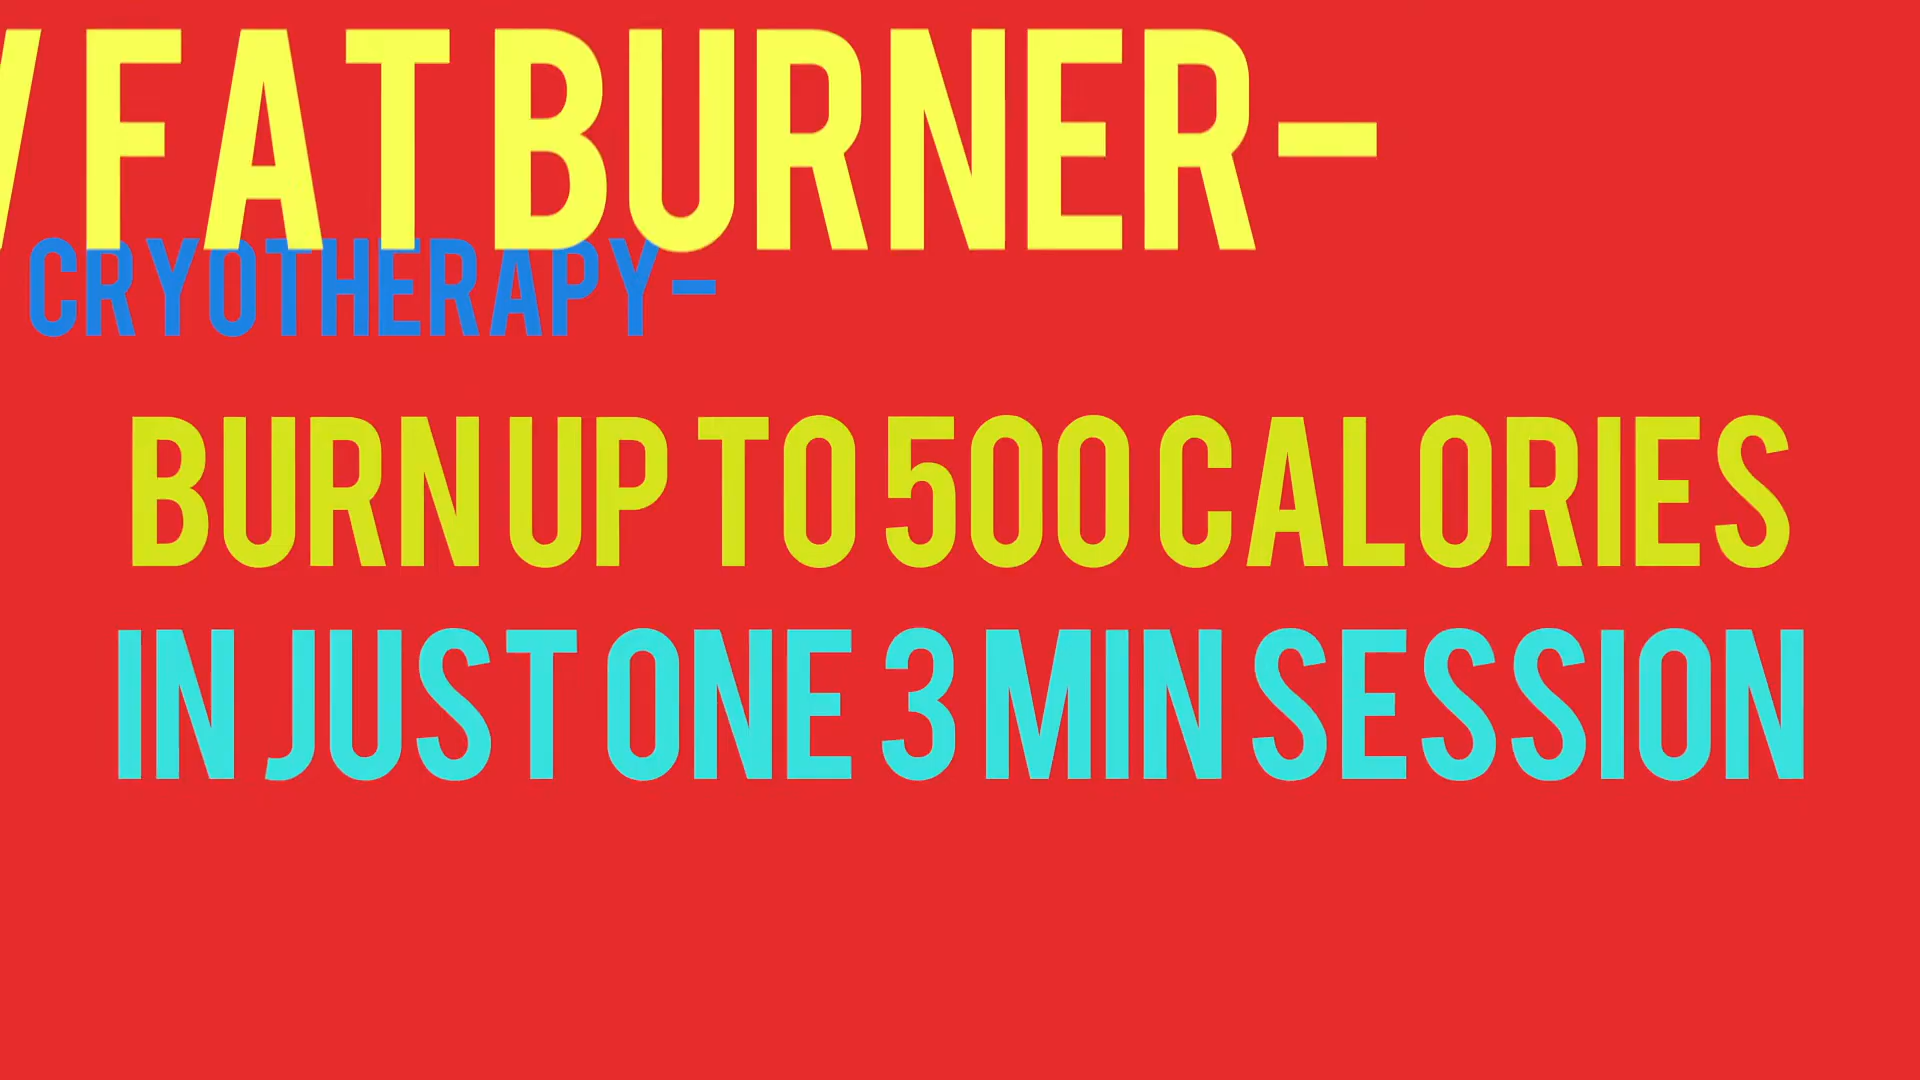 FAT BURNER-
CRYOTHERAPY-
BURN UP TO 500 CALORIES
IN JUST ONE 3 MIN SESSION